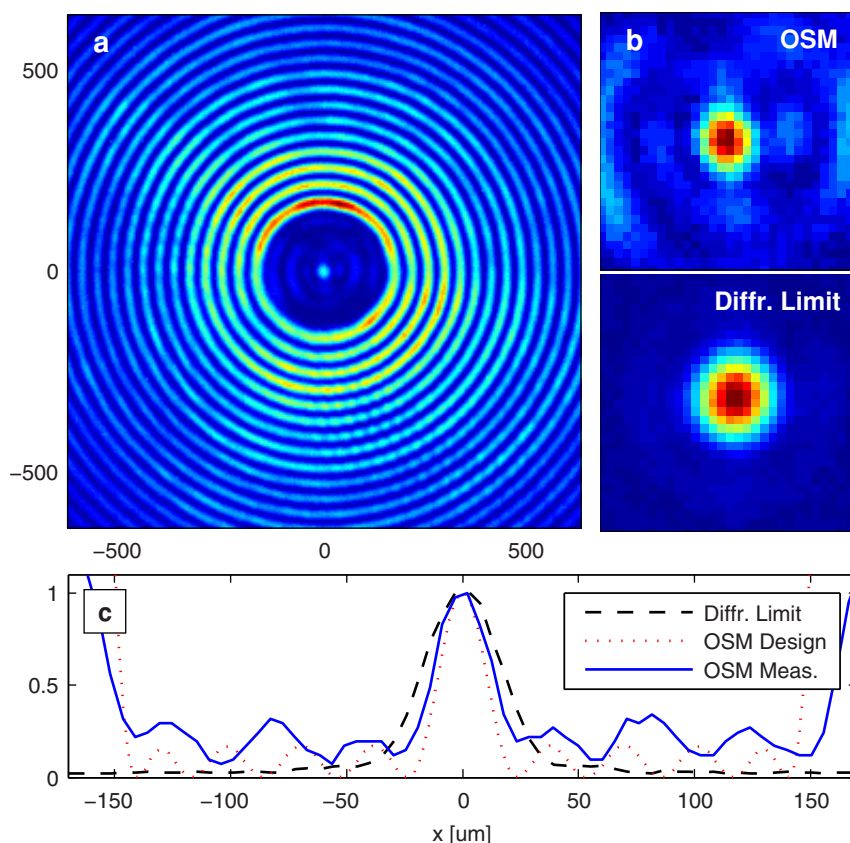 a
500
0
−500
−500
0
500
b
OSM
Diffr. Limit
c
1
0.5
0
Diffr. Limit
OSM Design
OSM Meas.
−150
−100
−50
0
50
100
150
x [um]